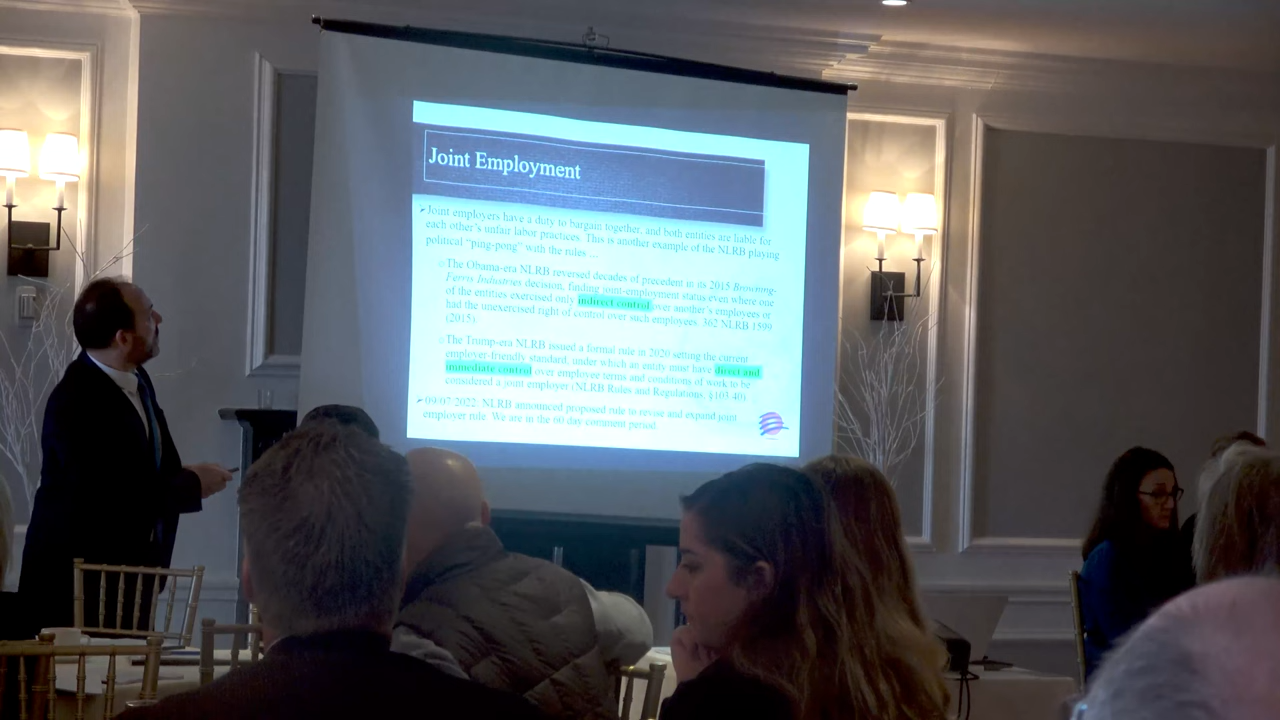 Joint Employment
➢Joint employers have a duty to bargain together, and both entities are liable for
each other's unfair labor practices. This is another example of the NLRB playing
political “ping-pong” with the rules …
○The Obama-era NLRB reversed decades of precedent in its 2015 Browning-
Ferris Industries decision, finding joint-employment status even where one
of the entities exercised only indirect control over another's employees or
had the unexercised right of control over such employees. 362 NLRB 1599
(2015).
○The Trump-era NLRB issued a formal rule in 2020 setting the current
employer-friendly standard, under which an entity must have direct and
immediate control over employee terms and conditions of work to be
considered a joint employer (NLRB Rules and Regulations, §103.40).
➢09/07/2022: NLRB announced proposed rule to revise and expand joint
employer rule. We are in the 60 day comment period.